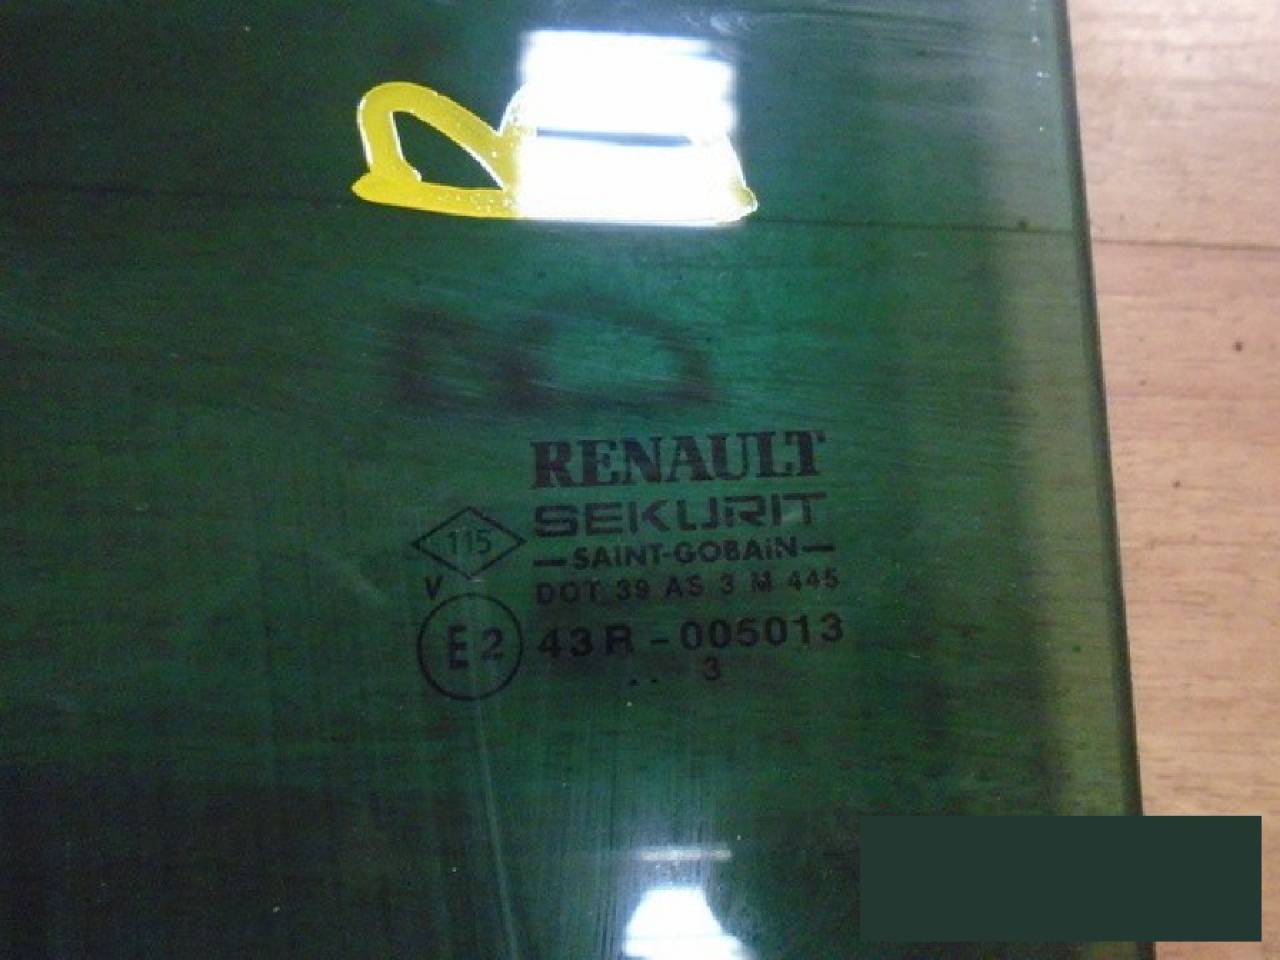 RENAULT
SEKURIT
115
—SAINT-GOBAIN—
V
DOT 39 AS 3 M 445
E2 43R-005013
.. 3